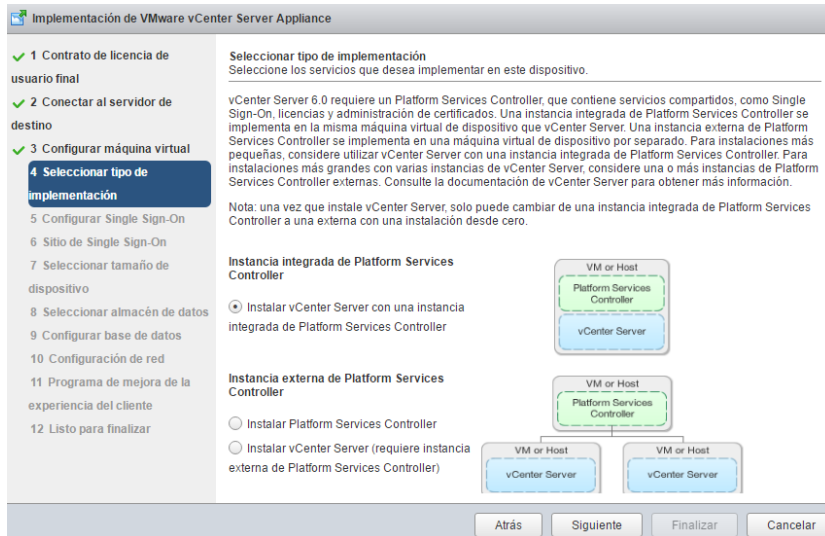 Implementación de VMware vCenter Server Appliance
1 Contrato de licencia de
usuario final
2 Conectar al servidor de
destino
3 Configurar máquina virtual
4 Seleccionar tipo de
implementación
5 Configurar Single Sign-On
6 Sitio de Single Sign-On
7 Seleccionar tamaño de
dispositivo
8 Seleccionar almacén de datos
9 Configurar base de datos
10 Configuración de red
11 Programa de mejora de la
experiencia del cliente
12 Listo para finalizar
Seleccionar tipo de implementación
Seleccione los servicios que desea implementar en este dispositivo.
vCenter Server 6.0 requiere un Platform Services Controller, que contiene servicios compartidos, como Single
Sign-On, licencias y administración de certificados. Una instancia integrada de Platform Services Controller se
implementa en la misma máquina virtual de dispositivo que vCenter Server. Una instancia externa de Platform
Services Controller se implementa en una máquina virtual de dispositivo por separado. Para instalaciones más
pequeñas, considere utilizar vCenter Server con una instancia integrada de Platform Services Controller. Para
instalaciones más grandes con varias instancias de vCenter Server, considere una o más instancias de Platform
Services Controller externas. Consulte la documentación de vCenter Server para obtener más información.
Nota: una vez que instale vCenter Server, solo puede cambiar de una instancia integrada de Platform Services
Controller a una externa con una instalación desde cero.
Instancia integrada de Platform Services
Controller
Instalar vCenter Server con una instancia
integrada de Platform Services Controller
VM or Host
Platform Services
Controller
vCenter Server
Instancia externa de Platform Services
Controller
Instalar Platform Services Controller
Instalar vCenter Server (requiere instancia
externa de Platform Services Controller)
VM or Host
Platform Services
Controller
VM or Host
vCenter Server
VM or Host
vCenter Server
Atrás
Siguiente
Finalizar
Cancelar